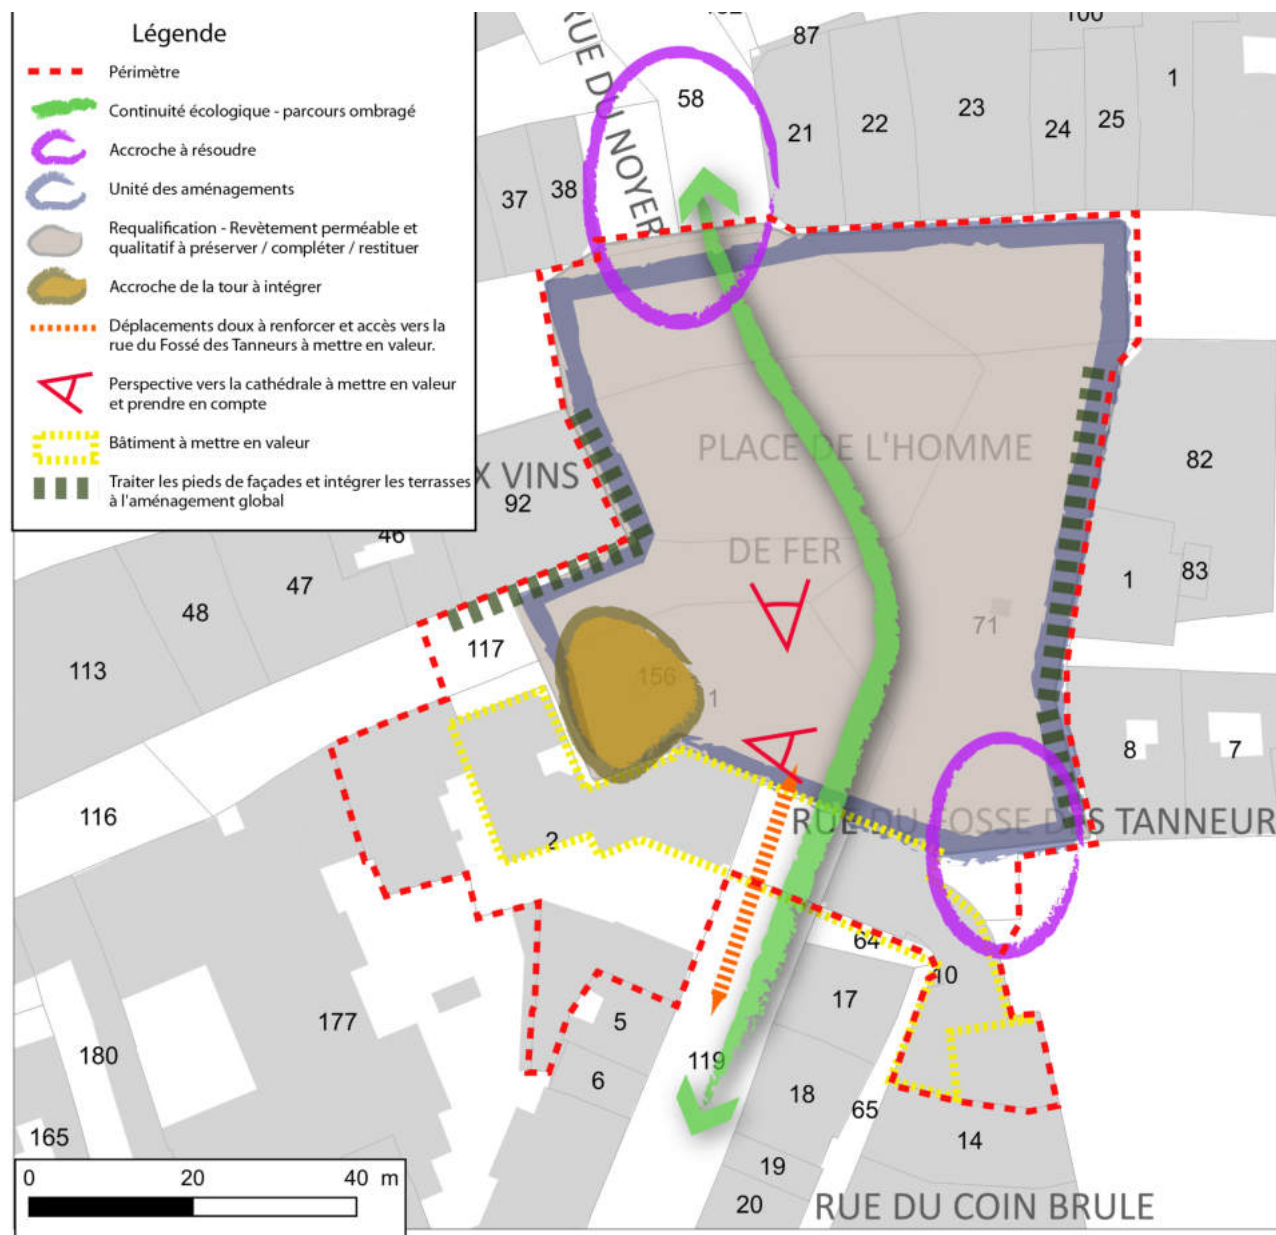 Légende
Périmètre
Continuité écologique - parcours ombragé
Accroche à résoudre
Unité des aménagements
Requalification - Revêtement perméable et
qualitatif à préserver / compléter / restituer
Accroche de la tour à intégrer
Déplacements doux à renforcer et accès vers la
rue du Fossé des Tanneurs à mettre en valeur.
Perspective vers la cathédrale à mettre en valeur
et prendre en compte
Bâtiment à mettre en valeur
Traiter les pieds de façades et intégrer les terrasses
à l'aménagement global
RUE DU NOYER
87
58
21
22
23
24
25
1
37
38
PLACE DE L'HOMME
DE FER
X VINS
92
82
46
47
48
1
83
71
113
117
156
1
8
7
116
2
RUE DU FOSSE DES TANNEUR
64
10
177
17
5
180
119
6
18
65
165
14
19
20
RUE DU COIN BRULE
0 20 40 m